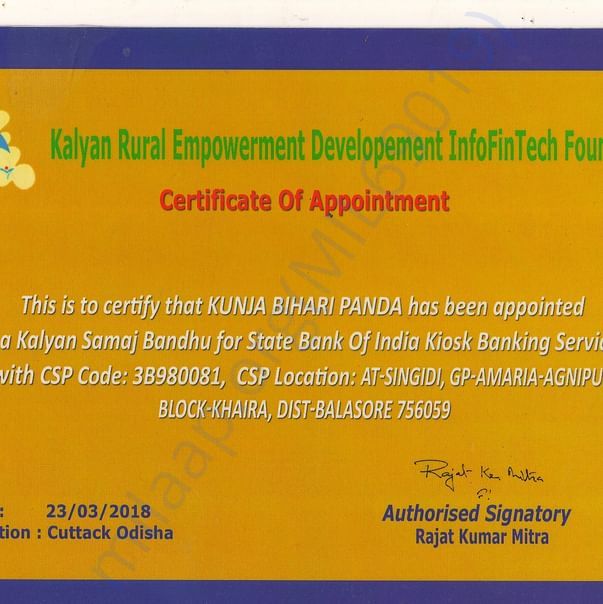 Kalyan Rural Empowerment Developement InfoFinTech Foun
Certificate Of Appointment
This is to certify that KUNJA BIHARI PANDA has been appointed
a Kalyan Samaj Bandhu for State Bank Of India Kiosk Banking Servic
with CSP Code: 3B980081, CSP Location: AT-SINGIDI, GP-AMARIA-AGNIPU
BLOCK-KHAIRA, DIST-BALASORE 756059
Rajat Kr Mitra
: 23/03/2018
tion : Cuttack Odisha
Authorised Signatory
Rajat Kumar Mitra